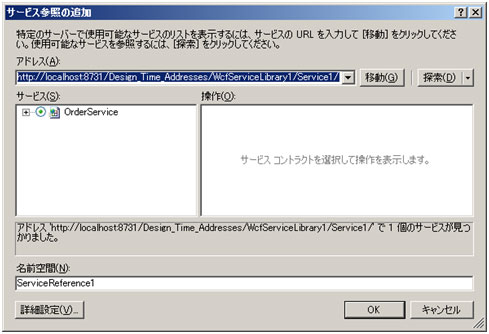 サービス参照の追加
特定のサーバーで使用可能なサービスのリストを表示するには、サービスの URL を入力して [移動] をクリックしてくださ
い。使用可能なサービスを参照するには、[探索] をクリックしてください。
アドレス(A):
http://localhost:8731/Design_Time_Addresses/WcfServiceLibrary1/Service1/ 移動(G) 探索(D)
サービス(S): 操作(O):
OrderService
サービス コントラクトを選択して操作を表示します。
アドレス 'http://localhost:8731/Design_Time_Addresses/WcfServiceLibrary1/Service1/' で 1 個のサービスが見つ
かりました。
名前空間(N):
ServiceReference1
詳細設定(V)... OK キャンセル